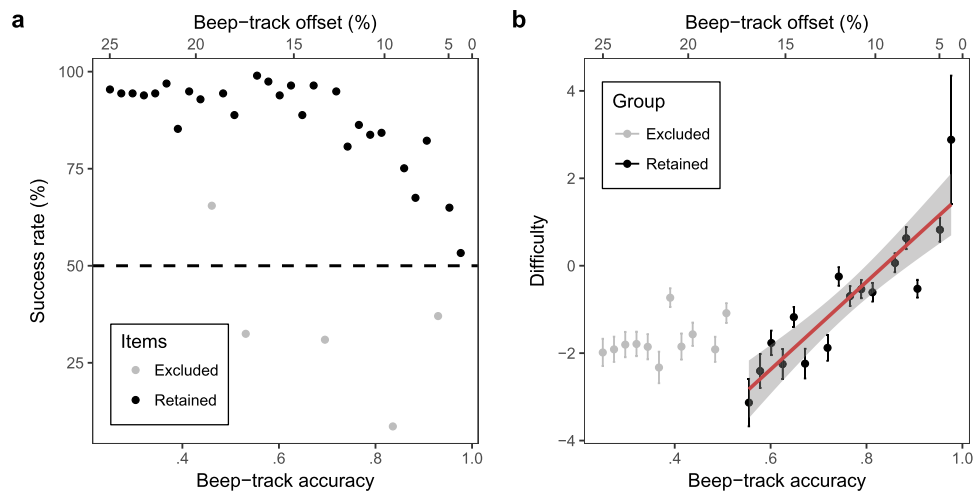 a
Beep−track offset (%)
25 20 15 10 5 0
Success rate (%)
100
75
50
25
Items
Excluded
Retained
.4 .6 .8 1.0
Beep−track accuracy
b
Beep−track offset (%)
25 20 15 10 5 0
Difficulty
4
2
0
−2
−4
Group
Excluded
Retained
.4 .6 .8 1.0
Beep−track accuracy